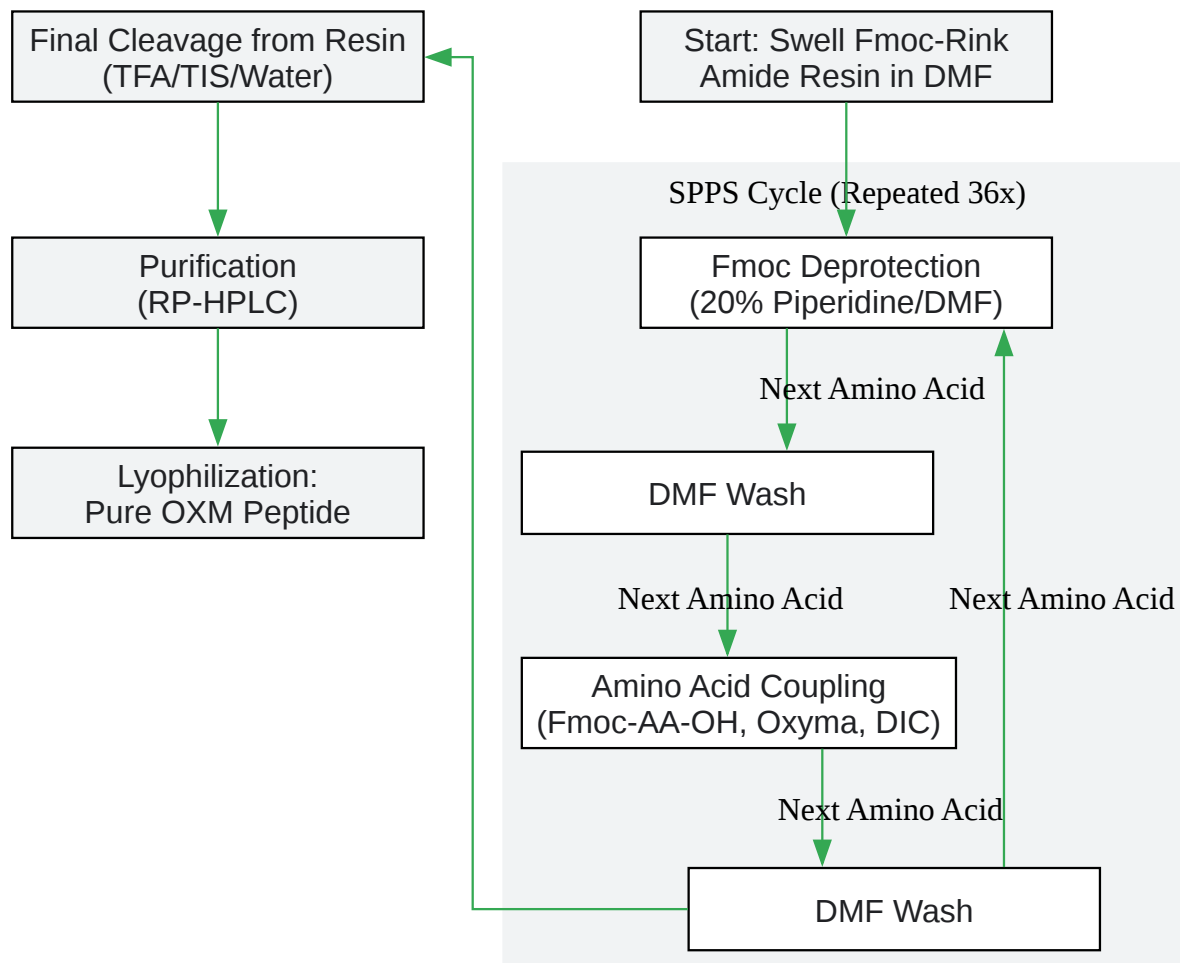 Final Cleavage from Resin
(TFA/TIS/Water)
Start: Swell Fmoc-Rink
Amide Resin in DMF
SPPS Cycle (Repeated 36x)
Purification
(RP-HPLC)
Fmoc Deprotection
(20% Piperidine/DMF)
Next Amino Acid
Lyophilization:
Pure OXM Peptide
DMF Wash
Next Amino Acid
Next Amino Acid
Amino Acid Coupling
(Fmoc-AA-OH, Oxyma, DIC)
Next Amino Acid
DMF Wash